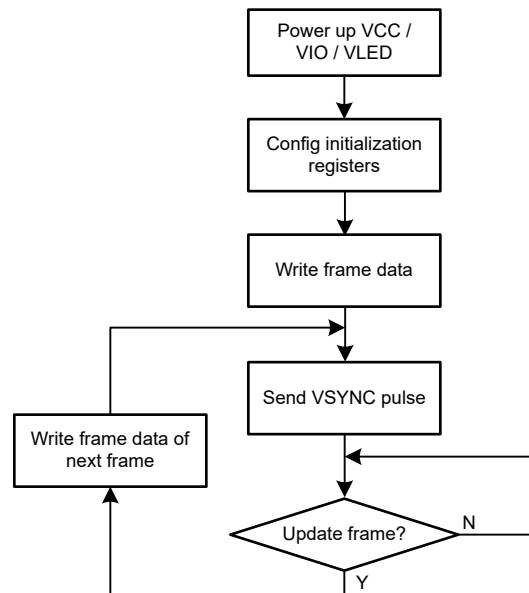 Power up VCC /
VIO / VLED
Config initialization
registers
Write frame data
Send VSYNC pulse
Write frame data of
next frame
Update frame?
N
Y